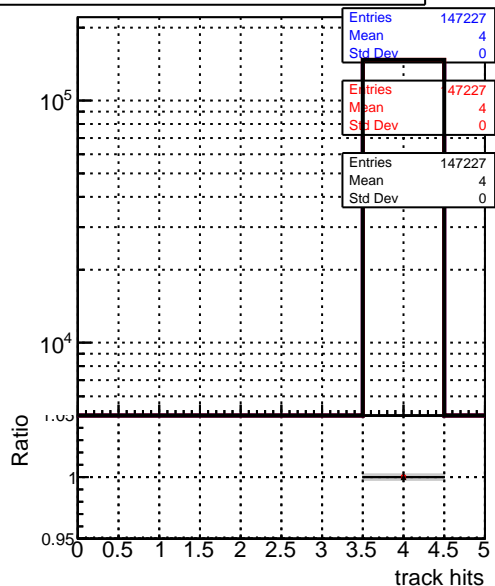 Entries 147227
Mean 4
Std Dev 0
Entries 147227
Mean 4
Std Dev 0
Entries 147227
Mean 4
Std Dev 0
10^5
10^4
1.05
Ratio
1
0.95
0 0.5 1 1.5 2 2.5 3 3.5 4 4.5 5
track hits